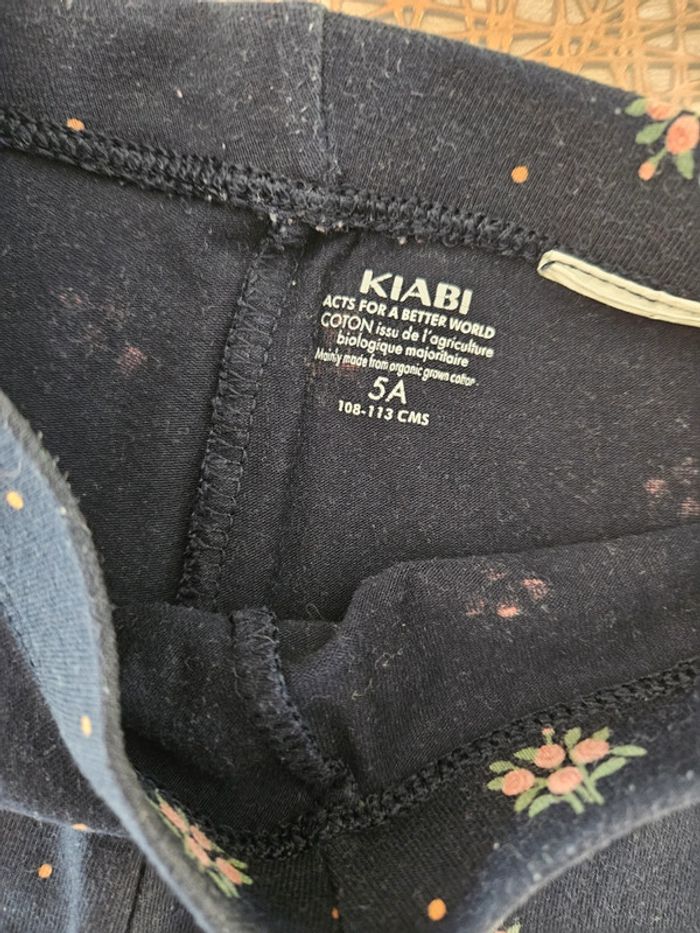 KIABI
ACTS FOR A BETTER WORLD
COTON issu de l'agriculture
biologique majoritaire
Mainly made from organic grown cotton.
5A
108-113 CMS